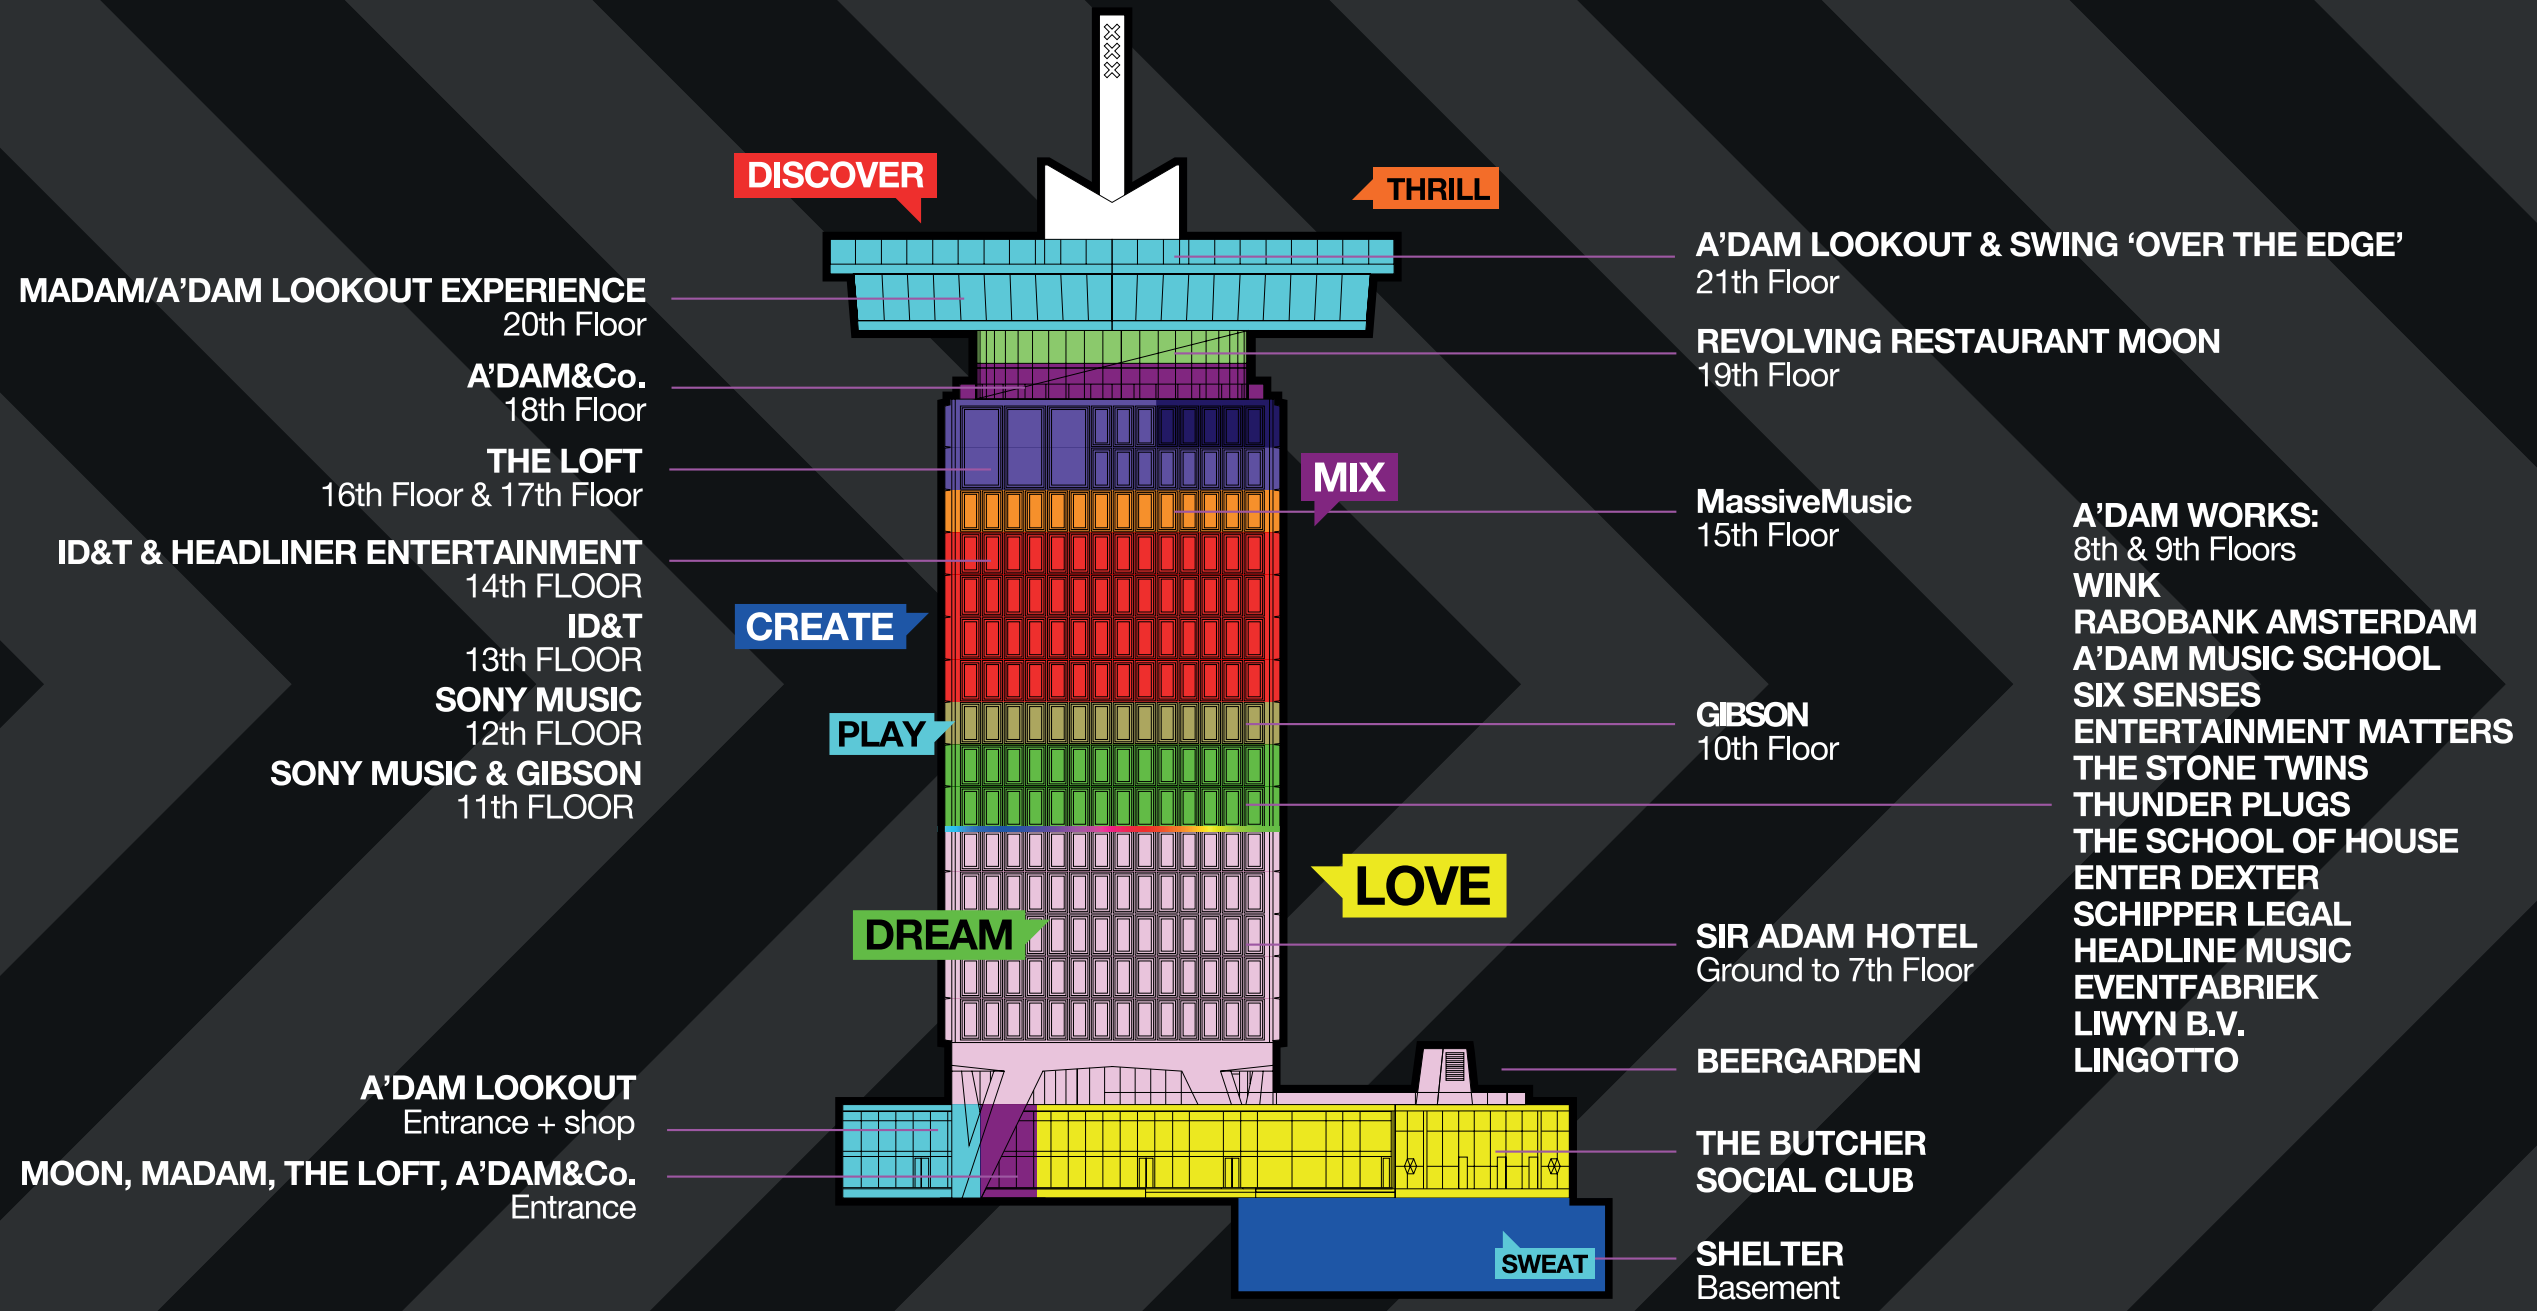 DISCOVER
THRILL
MADAM/A’DAM LOOKOUT EXPERIENCE
20th Floor
A’DAM&Co.
18th Floor
THE LOFT
16th Floor & 17th Floor
ID&T & HEADLINER ENTERTAINMENT
14th FLOOR
ID&T
13th FLOOR
SONY MUSIC
12th FLOOR
SONY MUSIC & GIBSON
11th FLOOR
A’DAM LOOKOUT
Entrance + shop
MOON, MADAM, THE LOFT, A’DAM&Co.
Entrance
CREATE
PLAY
DREAM
MIX
LOVE
SWEAT
A’DAM LOOKOUT & SWING ‘OVER THE EDGE’
21th Floor
REVOLVING RESTAURANT MOON
19th Floor
MassiveMusic
15th Floor
GIBSON
10th Floor
SIR ADAM HOTEL
Ground to 7th Floor
BEERGARDEN
THE BUTCHER
SOCIAL CLUB
SHELTER
Basement
A’DAM WORKS:
8th & 9th Floors
WINK
RABOBANK AMSTERDAM
A’DAM MUSIC SCHOOL
SIX SENSES
ENTERTAINMENT MATTERS
THE STONE TWINS
THUNDER PLUGS
THE SCHOOL OF HOUSE
ENTER DEXTER
SCHIPPER LEGAL
HEADLINE MUSIC
EVENTFABRIEK
LIWYN B.V.
LINGOTTO